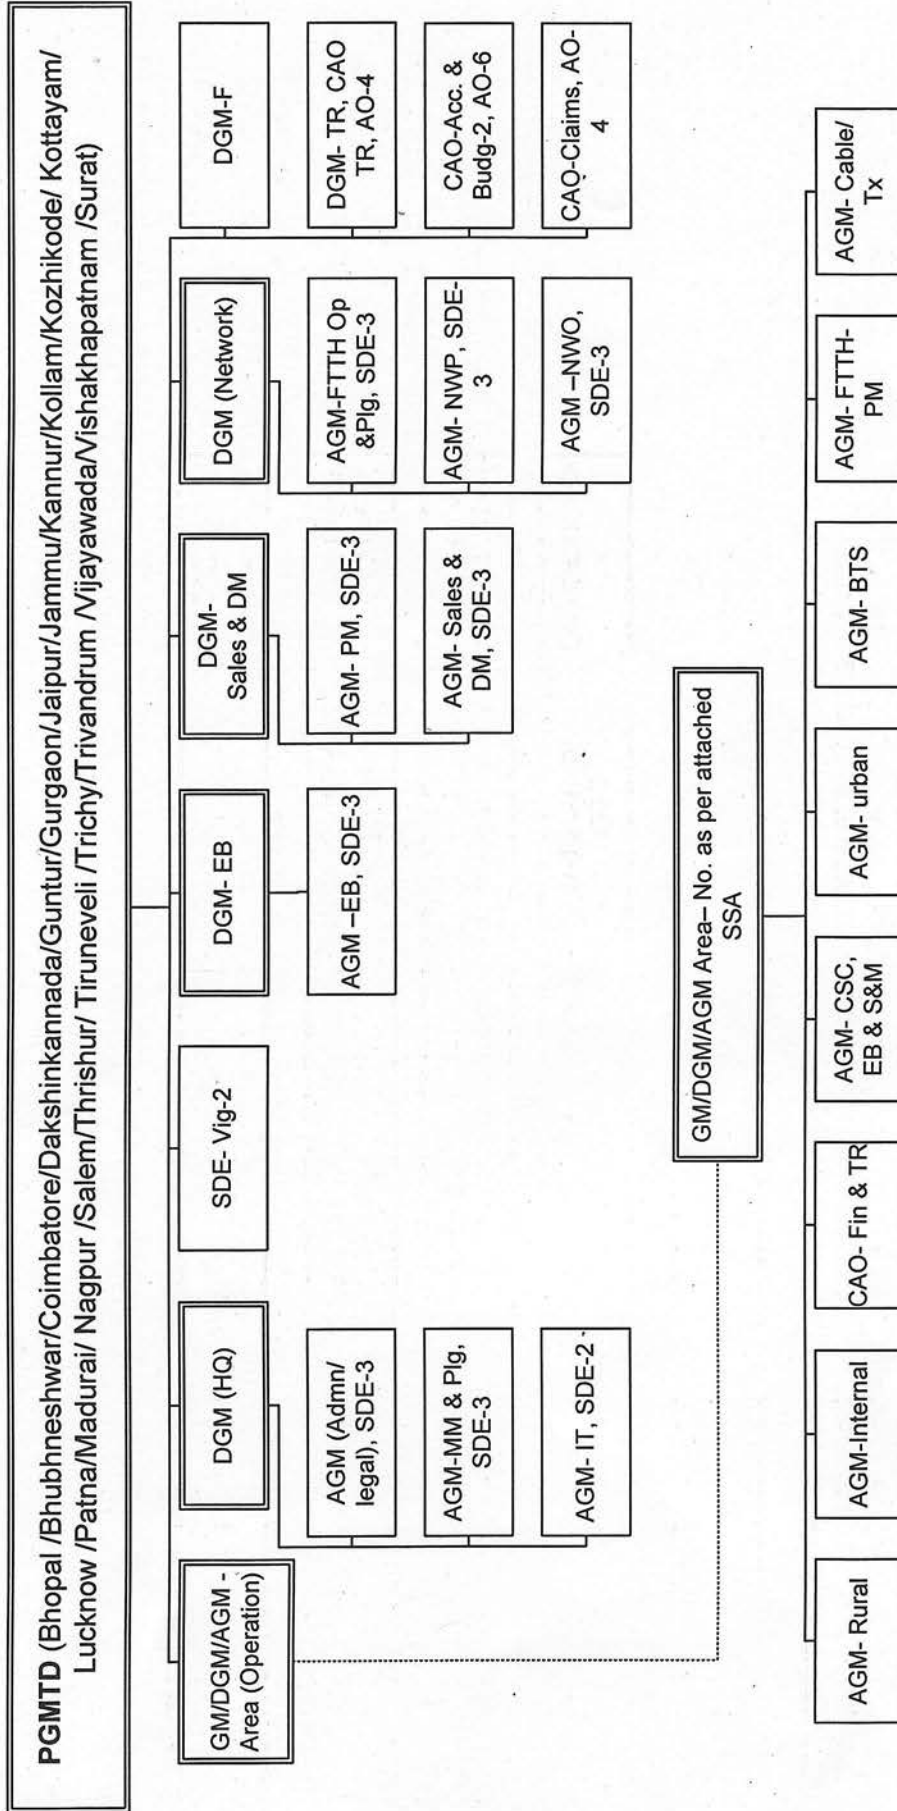 PGMTD (Bhopal /Bhubhneshwar/Coimbatore/Dakshinkannada/Guntur/Gurgaon/Jaipur/Jammu/Kannur/Kollam/Kozhikode/ Kottayam/
Lucknow /Patna/Madurai/ Nagpur /Salem/Thrishur/ Tiruneveli /Trichy/Trivandrum /Vijayawada/Vishakhapatnam /Surat)
GM/DGM/AGM -
Area (Operation)
DGM (HQ)
AGM (Admn/
legal), SDE-3
AGM-MM & Plg,
SDE-3
AGM- IT, SDE-2
SDE- Vig-2
DGM- EB
AGM –EB, SDE-3
DGM-
Sales & DM
AGM- PM, SDE-3
AGM- Sales &
DM, SDE-3
DGM (Network)
AGM-FTTH Op
&Plg, SDE-3
AGM- NWP, SDE-
3
AGM –NWO,
SDE-3
DGM-F
DGM- TR, CAO
TR, AO-4
CAO-Acc. &
Budg-2, AO-6
CAO-Claims, AO-
4
GM/DGM/AGM Area– No. as per attached
SSA
AGM- Rural
AGM-Internal
CAO- Fin & TR
AGM- CSC,
EB & S&M
AGM- urban
AGM- BTS
AGM- FTTH-
PM
AGM- Cable/
Tx